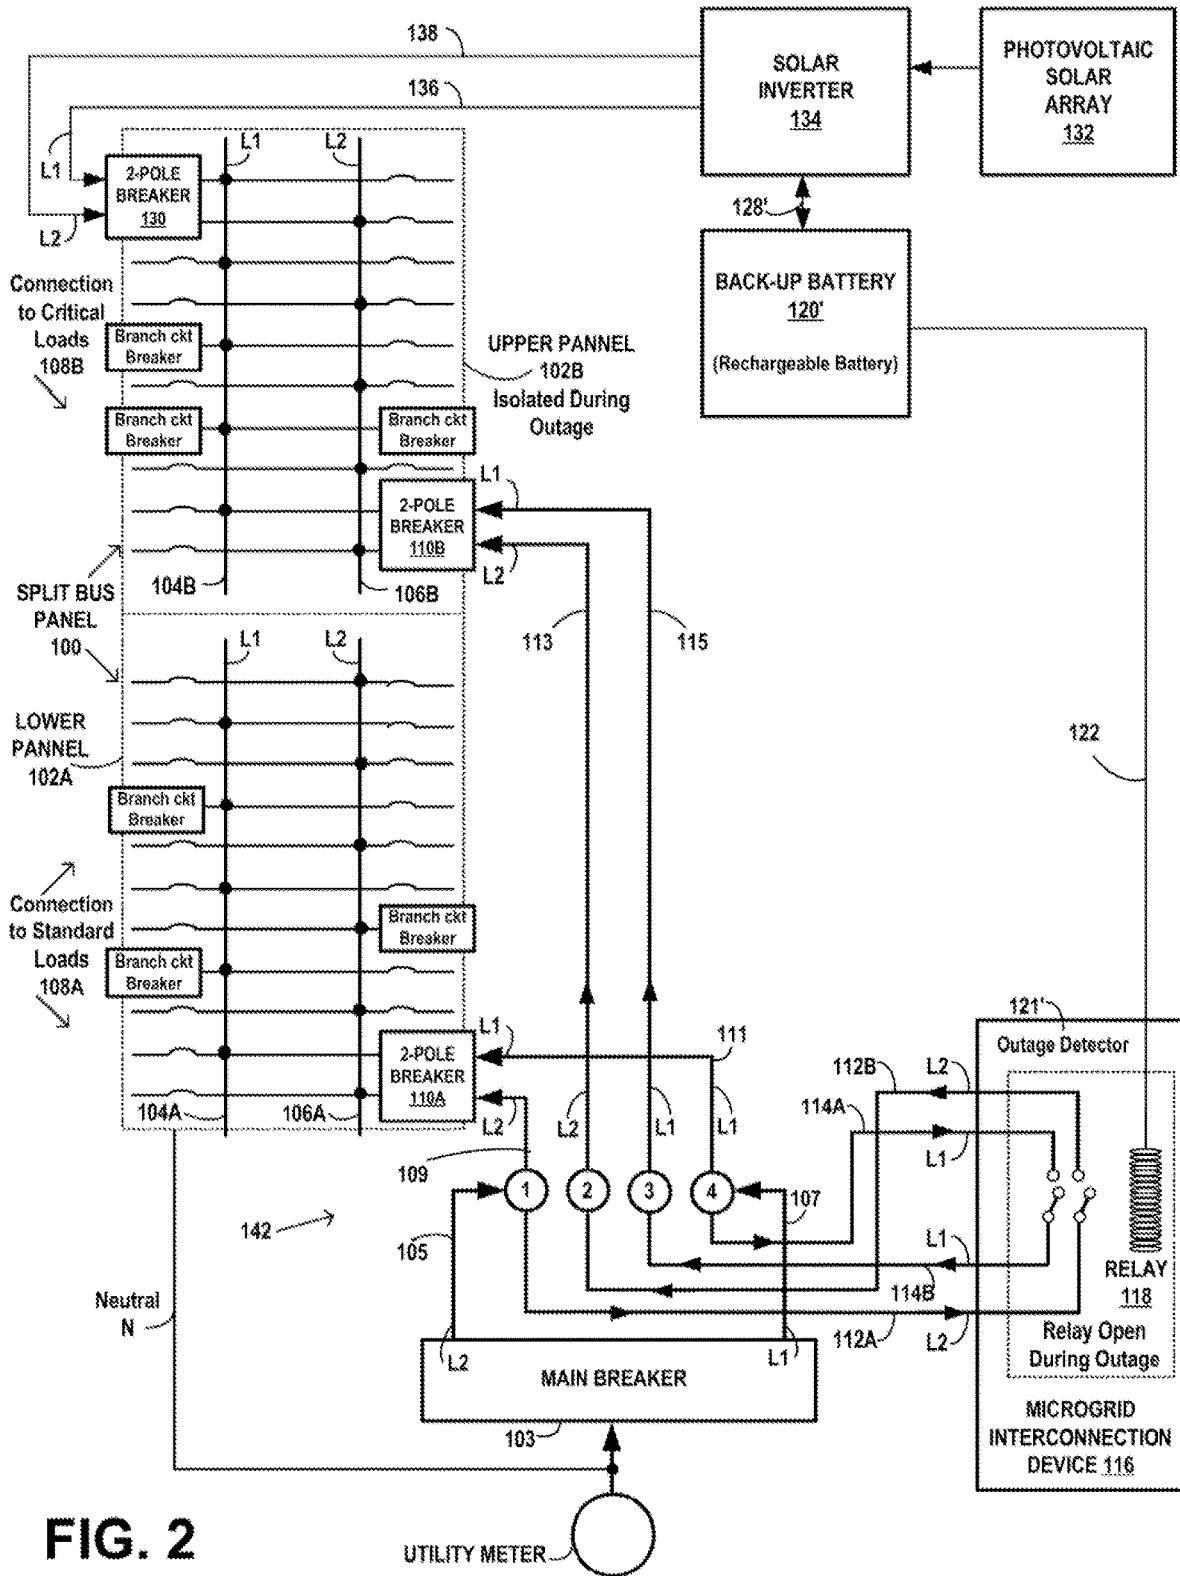 138
136
SOLAR
INVERTER
134
PHOTOVOLTAIC
SOLAR
ARRAY
132
L1
L2
L1
L2
2-POLE
BREAKER
130
128'
BACK-UP BATTERY
120'
(Rechargeable Battery)
Connection
to Critical
Loads
108B
Branch ckt
Breaker
UPPER PANNEL
102B
Isolated During
Outage
Branch ckt
Breaker
Branch ckt
Breaker
L1
2-POLE
BREAKER
110B
L2
104B
106B
SPLIT BUS
PANEL
100
113
115
L1
L2
LOWER
PANNEL
102A
122
Branch ckt
Breaker
Connection
to Standard
Loads
108A
Branch ckt
Breaker
Branch ckt
Breaker
121'
Outage Detector
L1
111
2-POLE
BREAKER
110A
L2
112B
L2
114A
L1
104A
106A
L2
L1
L1
109
1
2
3
4
107
142
105
L1
114B
RELAY
118
Neutral
N
L2
L1
112A
L2
Relay Open
During Outage
MAIN BREAKER
103
MICROGRID
INTERCONNECTION
DEVICE 116
FIG. 2
UTILITY METER